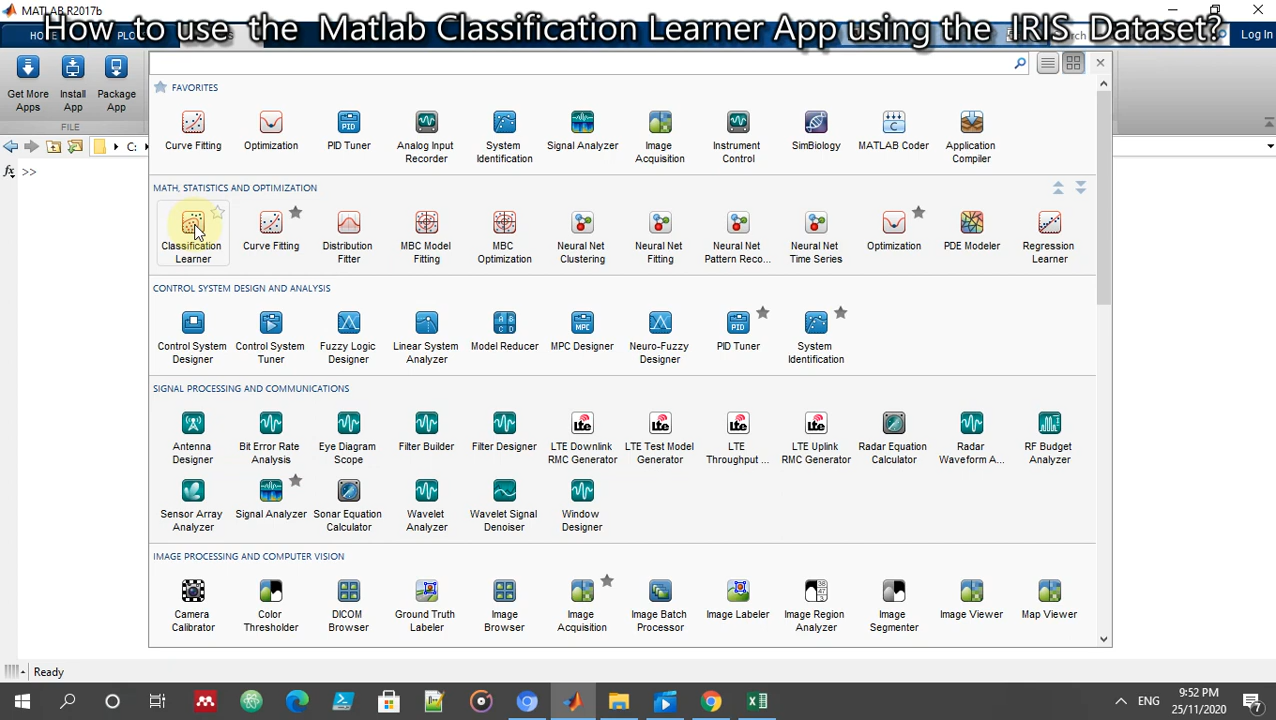 MATLAB R2017b
How to use the Matlab Classification Learner App using the IRIS Dataset?
Log In
Get More Apps
Install App
Package App
FILE
C:
FAVORITES
Curve Fitting
Optimization
PID Tuner
Analog Input Recorder
System Identification
Signal Analyzer
Image Acquisition
Instrument Control
SimBiology
MATLAB Coder
Application Compiler
MATH, STATISTICS AND OPTIMIZATION
Classification Learner
Curve Fitting
Distribution Fitter
MBC Model Fitting
MBC Optimization
Neural Net Clustering
Neural Net Fitting
Neural Net Pattern Reco...
Neural Net Time Series
Optimization
PDE Modeler
Regression Learner
CONTROL SYSTEM DESIGN AND ANALYSIS
Control System Designer
Control System Tuner
Fuzzy Logic Designer
Linear System Analyzer
Model Reducer
MPC Designer
Neuro-Fuzzy Designer
PID Tuner
System Identification
SIGNAL PROCESSING AND COMMUNICATIONS
Antenna Designer
Bit Error Rate Analysis
Eye Diagram Scope
Filter Builder
Filter Designer
LTE Downlink RMC Generator
LTE Test Model Generator
LTE Throughput ...
LTE Uplink RMC Generator
Radar Equation Calculator
Radar Waveform A...
RF Budget Analyzer
Sensor Array Analyzer
Signal Analyzer
Sonar Equation Calculator
Wavelet Analyzer
Wavelet Signal Denoiser
Window Designer
IMAGE PROCESSING AND COMPUTER VISION
Camera Calibrator
Color Thresholder
DICOM Browser
Ground Truth Labeler
Image Browser
Image Acquisition
Image Batch Processor
Image Labeler
Image Region Analyzer
Image Segmenter
Image Viewer
Map Viewer
fx >>
Ready
ENG
9:52 PM
25/11/2020
7